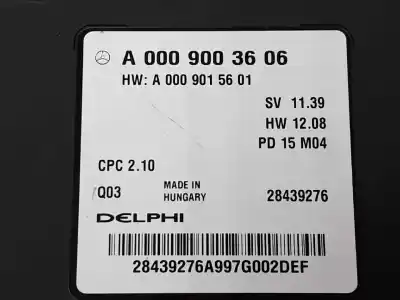 A 000 900 36 06
HW: A 000 901 56 01
SV 11.39
HW 12.08
PD 15 M04
CPC 2.10
Q03
MADE IN
HUNGARY
28439276
DELPHI
28439276A997G002DEF